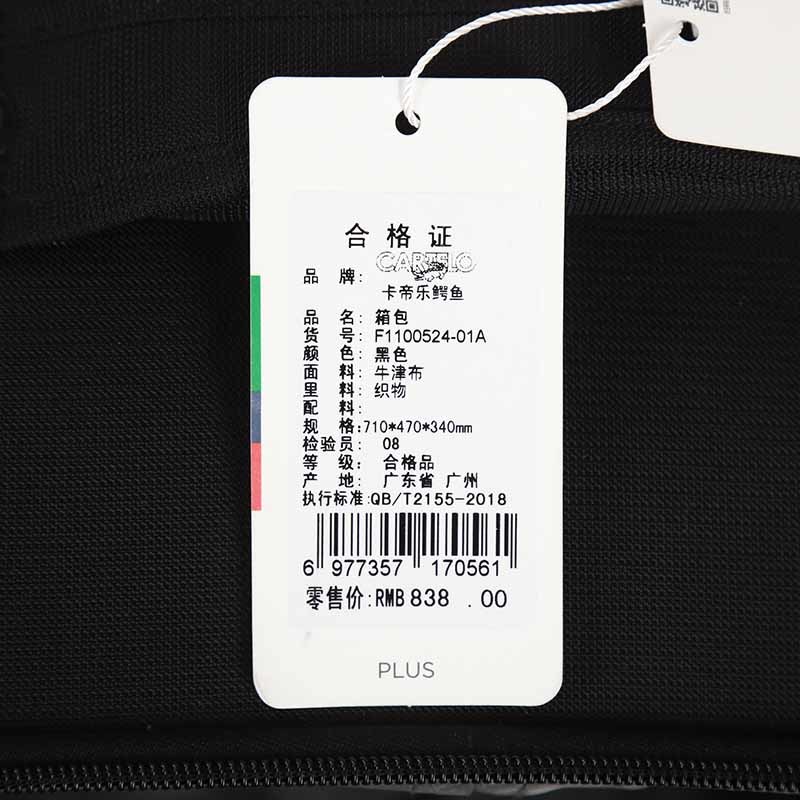 合格证
CARTELO
品 牌:
卡帝乐鳄鱼
品 名: 箱包
货 号: F1100524-01A
颜 色: 黑色
面 料: 牛津布
里 料: 织物
配 料:
规 格:710*470*340mm
检验员: 08
等 级: 合格品
产 地: 广东省 广州
执行标准:QB/T2155-2018
6 977357 170561
零售价:RMB 838 .00
PLUS